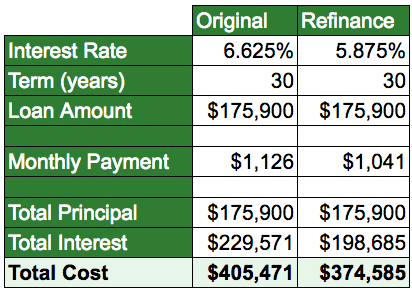 Original Refinance
Interest Rate 6.625% 5.875%
Term (years) 30 30
Loan Amount $175,900 $175,900
Monthly Payment $1,126 $1,041
Total Principal $175,900 $175,900
Total Interest $229,571 $198,685
Total Cost $405,471 $374,585